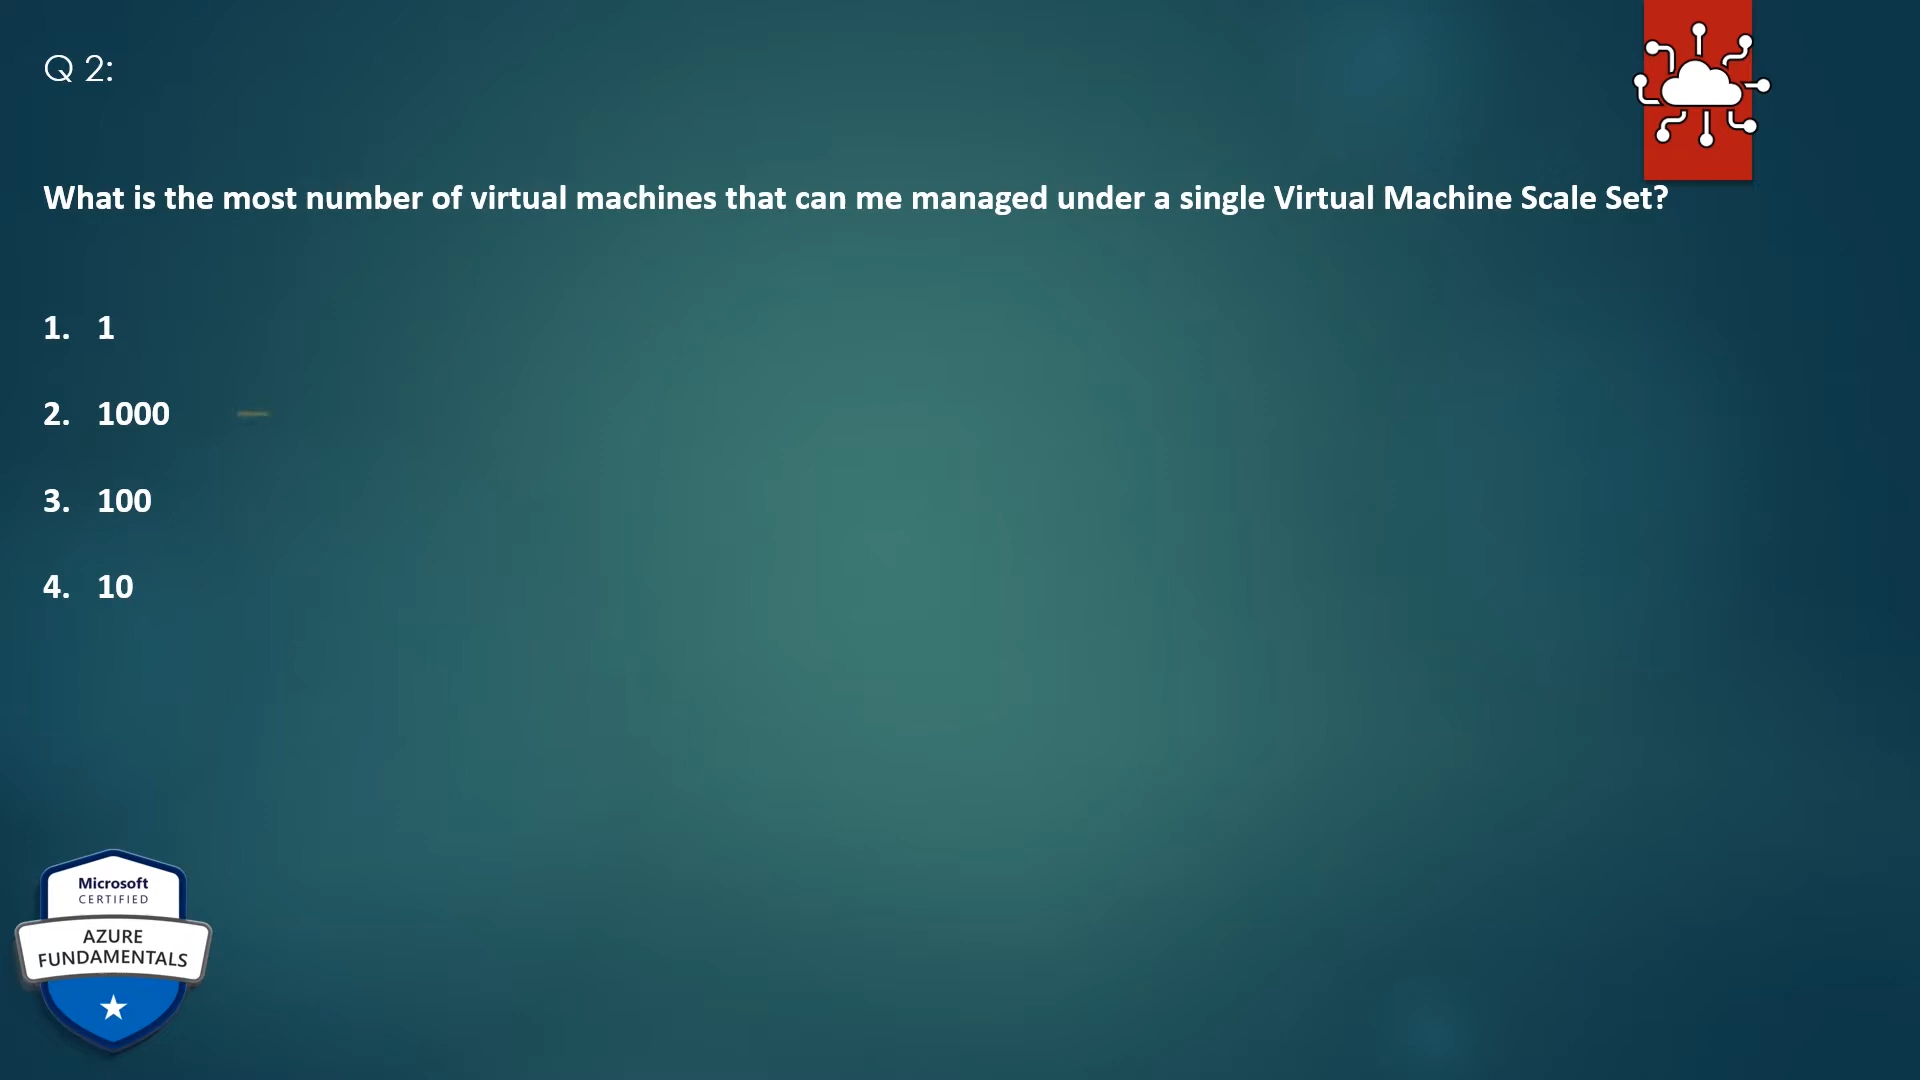 Q 2:
What is the most number of virtual machines that can me managed under a single Virtual Machine Scale Set?
1. 1
2. 1000
3. 100
4. 10
Microsoft
CERTIFIED
AZURE
FUNDAMENTALS